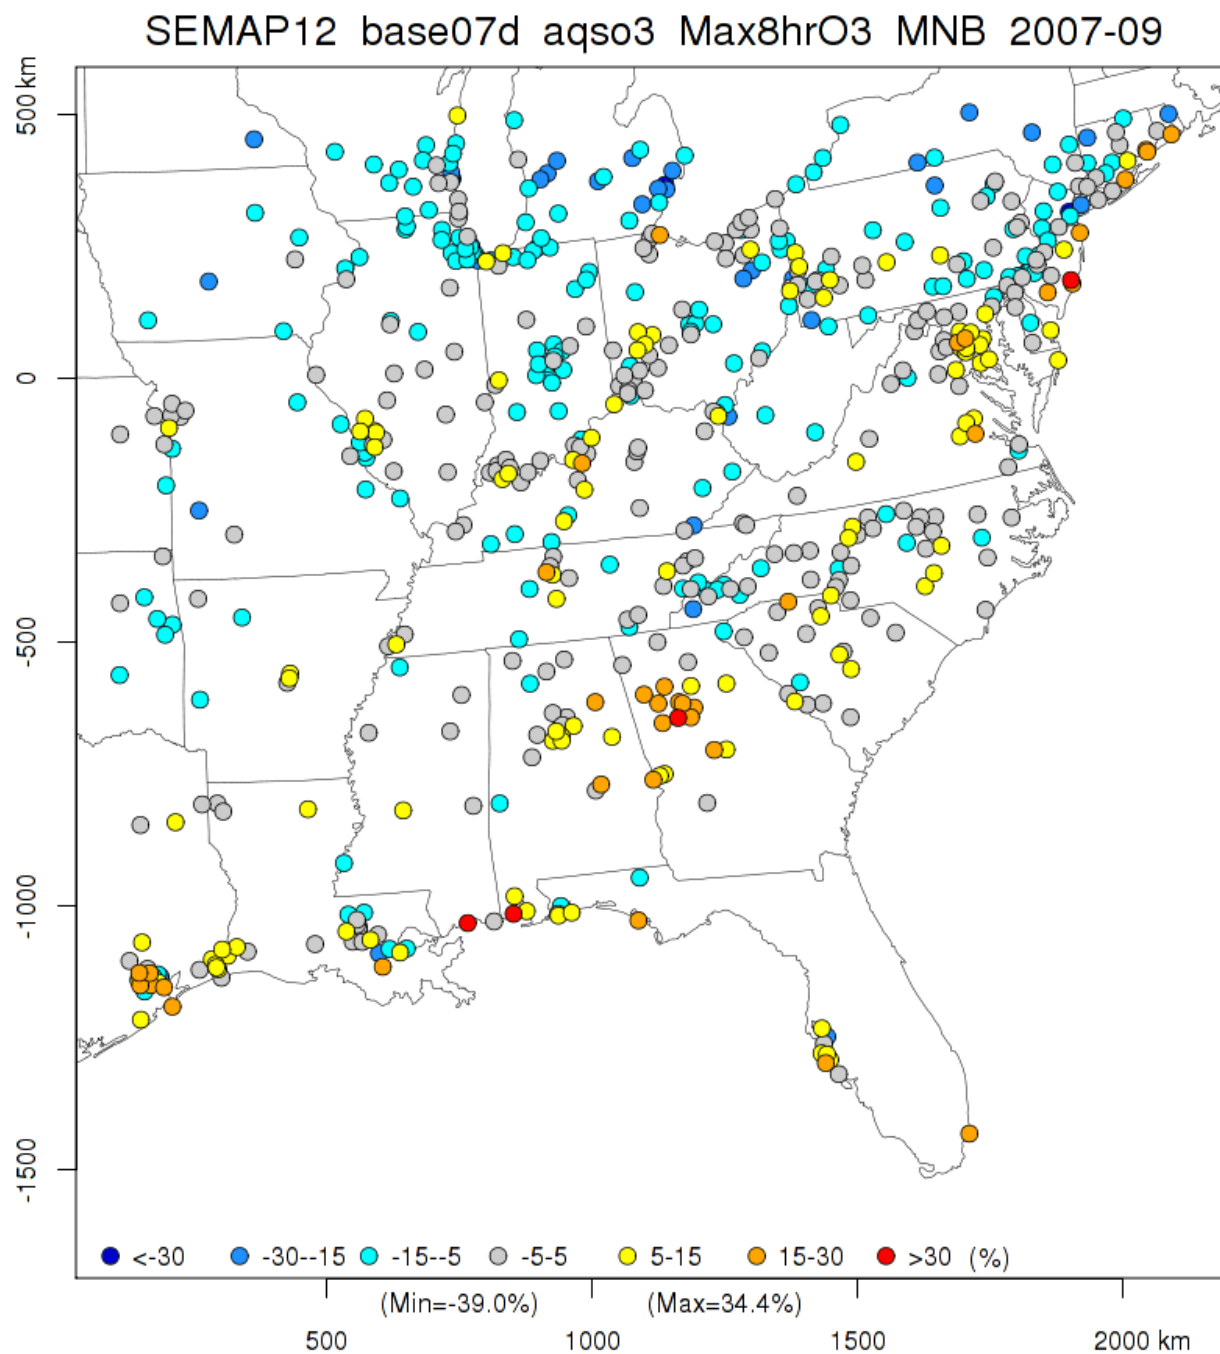 SEMAP12 base07d aqso3 Max8hrO3 MNB 2007-09
500 km
0
-500
-1000
-1500
<-30 -30--15 -15--5 -5-5 5-15 15-30 >30 (%)
(Min=-39.0%) (Max=34.4%)
500 1000 1500 2000 km